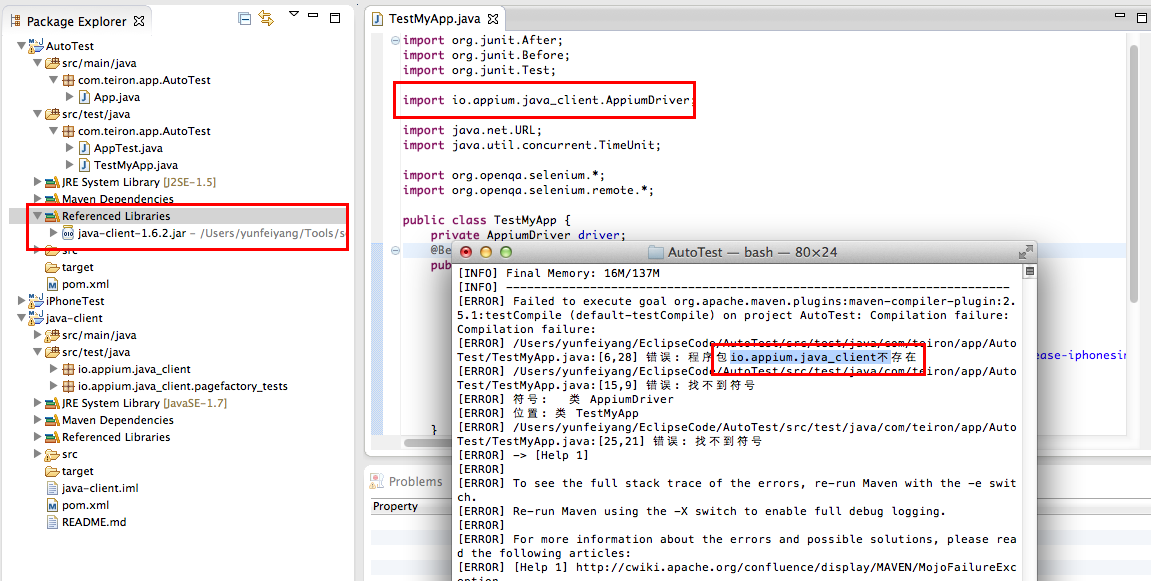 Package Explorer
AutoTest
src/main/java
com.teiron.app.AutoTest
App.java
src/test/java
com.teiron.app.AutoTest
AppTest.java
TestMyApp.java
JRE System Library [J2SE-1.5]
Maven Dependencies
Referenced Libraries
java-client-1.6.2.jar - /Users/yunfeiyang/Tools/s
src
target
pom.xml
iPhoneTest
java-client
src/main/java
src/test/java
io.appium.java_client
io.appium.java_client.pagefactory_tests
JRE System Library [JavaSE-1.7]
Maven Dependencies
Referenced Libraries
src
target
java-client.iml
pom.xml
README.md
TestMyApp.java
import org.junit.After;
import org.junit.Before;
import org.junit.Test;
import io.appium.java_client.AppiumDriver;
import java.net.URL;
import java.util.concurrent.TimeUnit;
import org.openqa.selenium.*;
import org.openqa.selenium.remote.*;
public class TestMyApp {
private AppiumDriver driver;
@Be
pub
ease-iphonesim
}
AutoTest — bash — 80×24
[INFO] Final Memory: 16M/137M
[INFO] ------------------------------------------------------------------------
[ERROR] Failed to execute goal org.apache.maven.plugins:maven-compiler-plugin:2.
5.1:testCompile (default-testCompile) on project AutoTest: Compilation failure:
Compilation failure:
[ERROR] /Users/yunfeiyang/EclipseCode/AutoTest/src/test/java/com/teiron/app/Auto
Test/TestMyApp.java:[6,28] 错误: 程序包io.appium.java_client不存在
[ERROR] /Users/yunfeiyang/EclipseCode/AutoTest/src/test/java/com/teiron/app/Auto
Test/TestMyApp.java:[15,9] 错误: 找不到符号
[ERROR] 符号: 类 AppiumDriver
[ERROR] 位置: 类 TestMyApp
[ERROR] /Users/yunfeiyang/EclipseCode/AutoTest/src/test/java/com/teiron/app/Auto
Test/TestMyApp.java:[25,21] 错误: 找不到符号
[ERROR] -> [Help 1]
[ERROR]
[ERROR] To see the full stack trace of the errors, re-run Maven with the -e swit
ch.
[ERROR] Re-run Maven using the -X switch to enable full debug logging.
[ERROR]
[ERROR] For more information about the errors and possible solutions, please rea
d the following articles:
[ERROR] [Help 1] http://cwiki.apache.org/confluence/display/MAVEN/MojoFailureExc
eption
Problems
Property